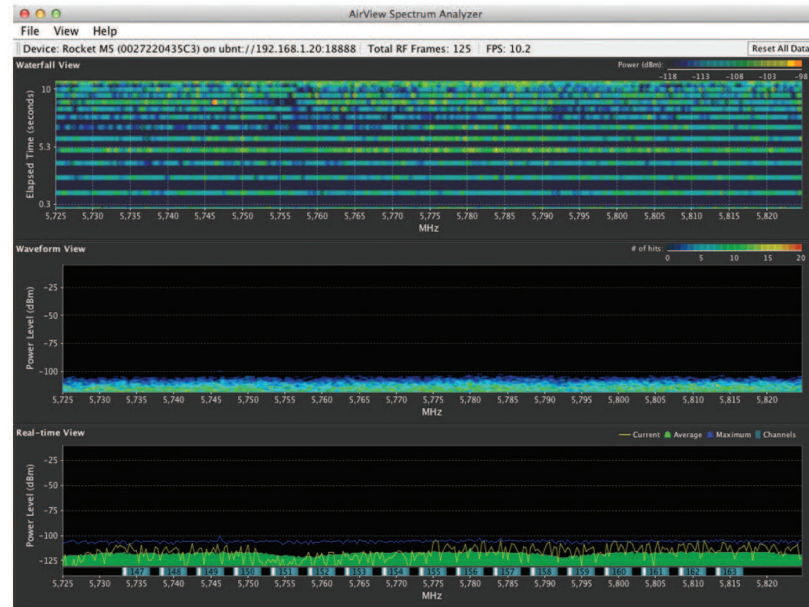 AirView Spectrum Analyzer
File View Help
Device: Rocket M5 (0027220435C3) on ubnt://192.168.1.20:18888 Total RF Frames: 125 FPS: 10.2 Reset All Data
Waterfall View Power (dBm):
-118 -113 -108 -103 -98
Elapsed Time (seconds)
10
5.3
0.3
5,725 5,730 5,735 5,740 5,745 5,750 5,755 5,760 5,765 5,770 5,775 5,780 5,785 5,790 5,795 5,800 5,805 5,810 5,815 5,820
MHz
Waveform View # of hits:
0 5 10 15 20
Power Level (dBm)
-25
-50
-75
-100
5,725 5,730 5,735 5,740 5,745 5,750 5,755 5,760 5,765 5,770 5,775 5,780 5,785 5,790 5,795 5,800 5,805 5,810 5,815 5,820
MHz
Real-time View Current Average Maximum Channels
Power Level (dBm)
-25
-50
-75
-100
-125
147 148 149 150 151 152 153 154 155 156 157 158 159 160 161 162 163
5,725 5,730 5,735 5,740 5,745 5,750 5,755 5,760 5,765 5,770 5,775 5,780 5,785 5,790 5,795 5,800 5,805 5,810 5,815 5,820
MHz